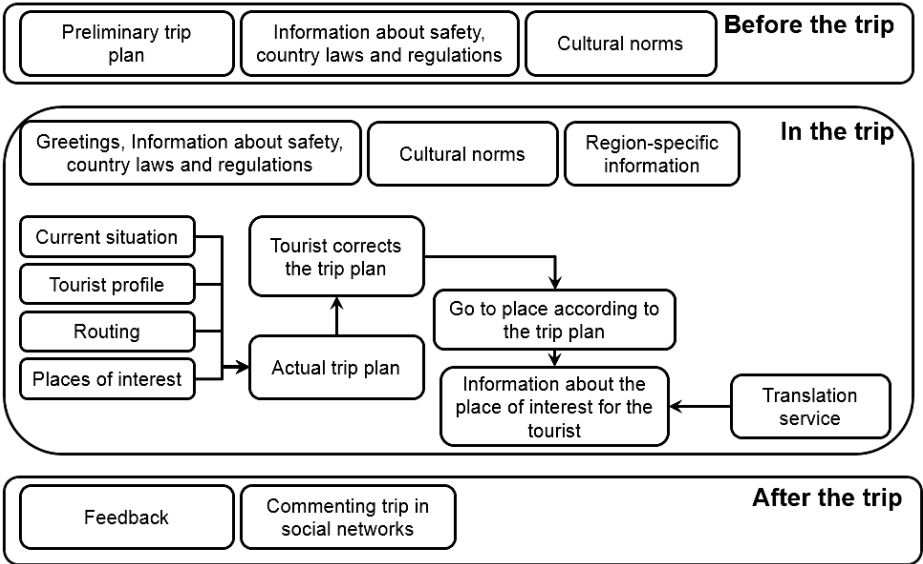 Before the trip
Preliminary trip
plan
Information about safety,
country laws and regulations
Cultural norms
In the trip
Greetings, Information about safety,
country laws and regulations
Cultural norms
Region-specific
information
Current situation
Tourist profile
Routing
Places of interest
Tourist corrects
the trip plan
Actual trip plan
Go to place according to
the trip plan
Information about the
place of interest for the
tourist
Translation
service
After the trip
Feedback
Commenting trip in
social networks